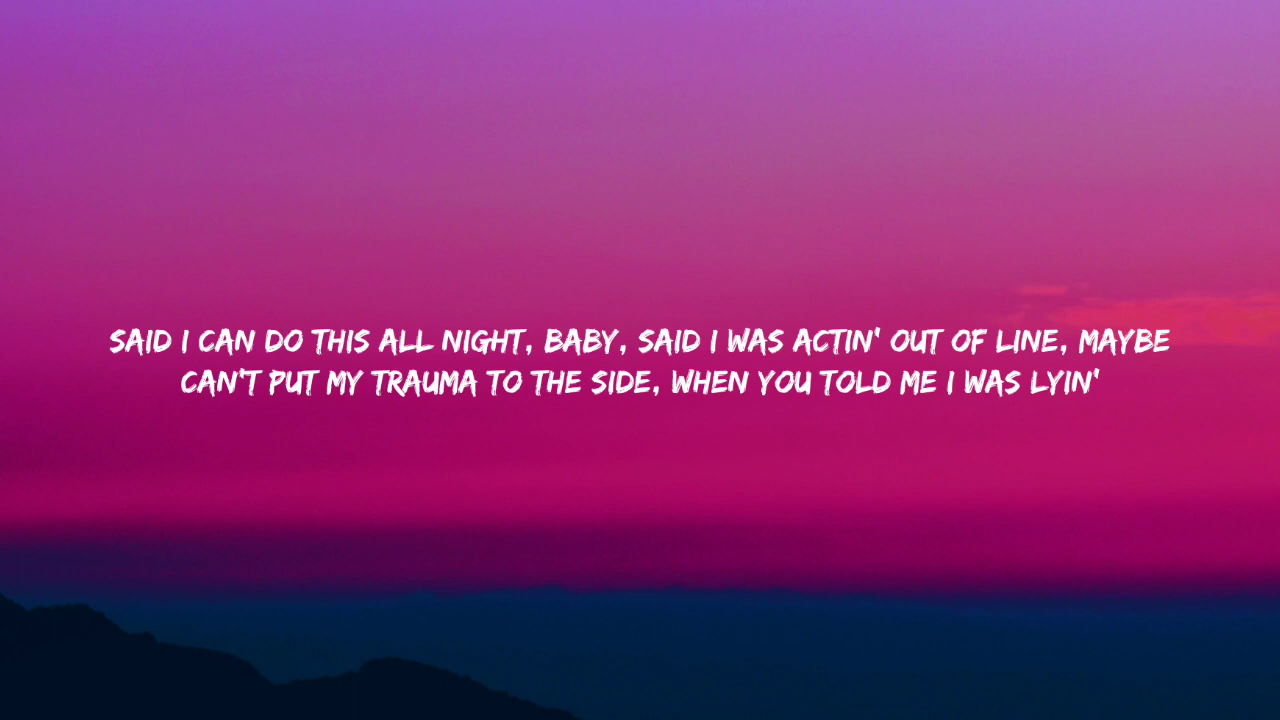 SAID I CAN DO THIS ALL NIGHT, BABY, SAID I WAS ACTIN' OUT OF LINE, MAYBE
CAN'T PUT MY TRAUMA TO THE SIDE, WHEN YOU TOLD ME I WAS LYIN'